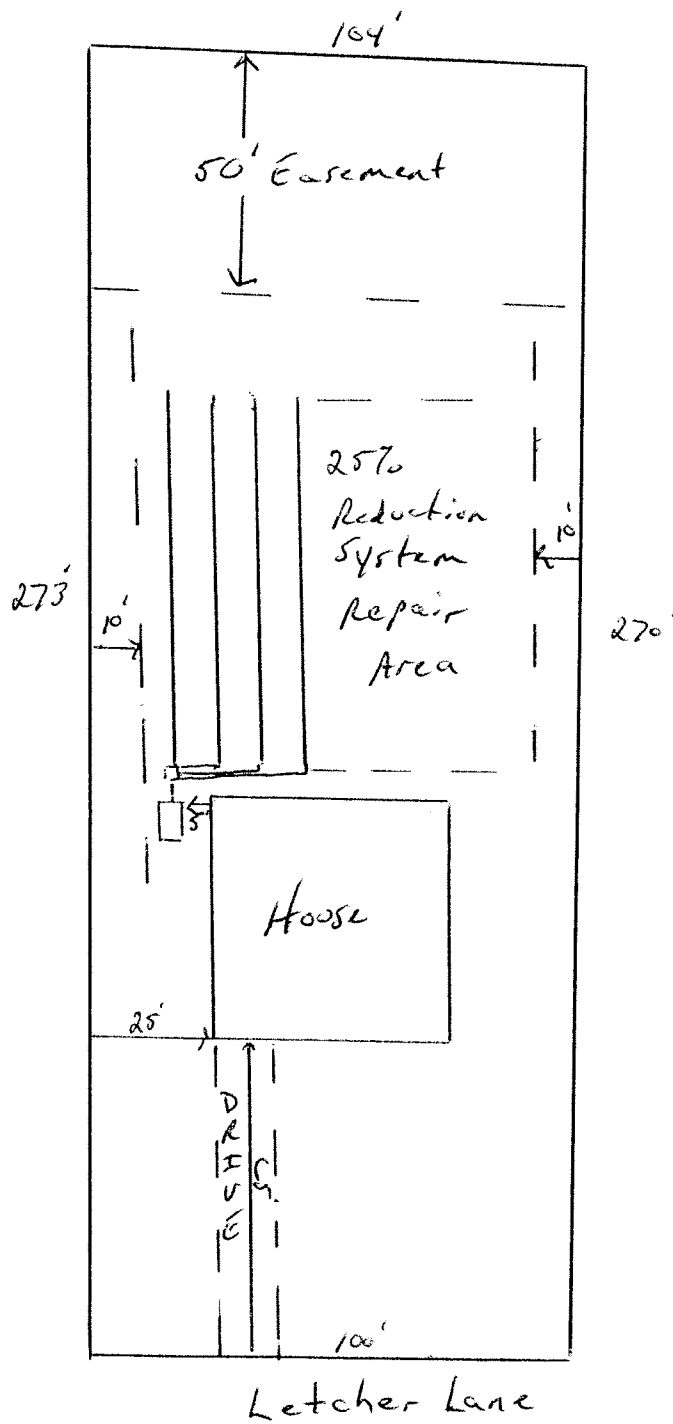 104'
50' Easement
25%
Reduction
System
Repair
Area
10'
273'
10'
270'
5'
House
25'
DRIVE
65'
100'
Letcher Lane